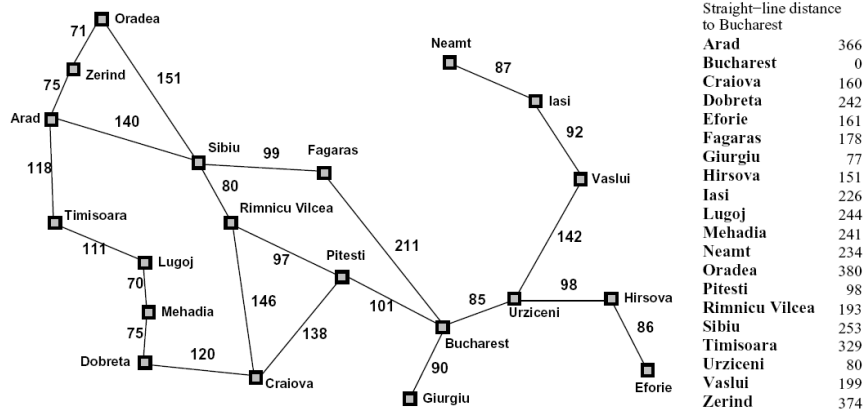 Straight−line distance
to Bucharest
Arad 366
Bucharest 0
Craiova 160
Dobreta 242
Eforie 161
Fagaras 178
Giurgiu 77
Hirsova 151
Iasi 226
Lugoj 244
Mehadia 241
Neamt 234
Oradea 380
Pitesti 98
Rimnicu Vilcea 193
Sibiu 253
Timisoara 329
Urziceni 80
Vaslui 199
Zerind 374
Oradea
71
Neamt
Zerind
87
75
151
Iasi
Arad
140
92
Sibiu
Fagaras
99
118
Vaslui
80
Timisoara
Rimnicu Vilcea
142
111
211
Lugoj
97
Pitesti
70
98
Hirsova
146
85
101
Mehadia
Urziceni
138
86
75
Bucharest
120
Dobreta
90
Craiova
Eforie
Giurgiu